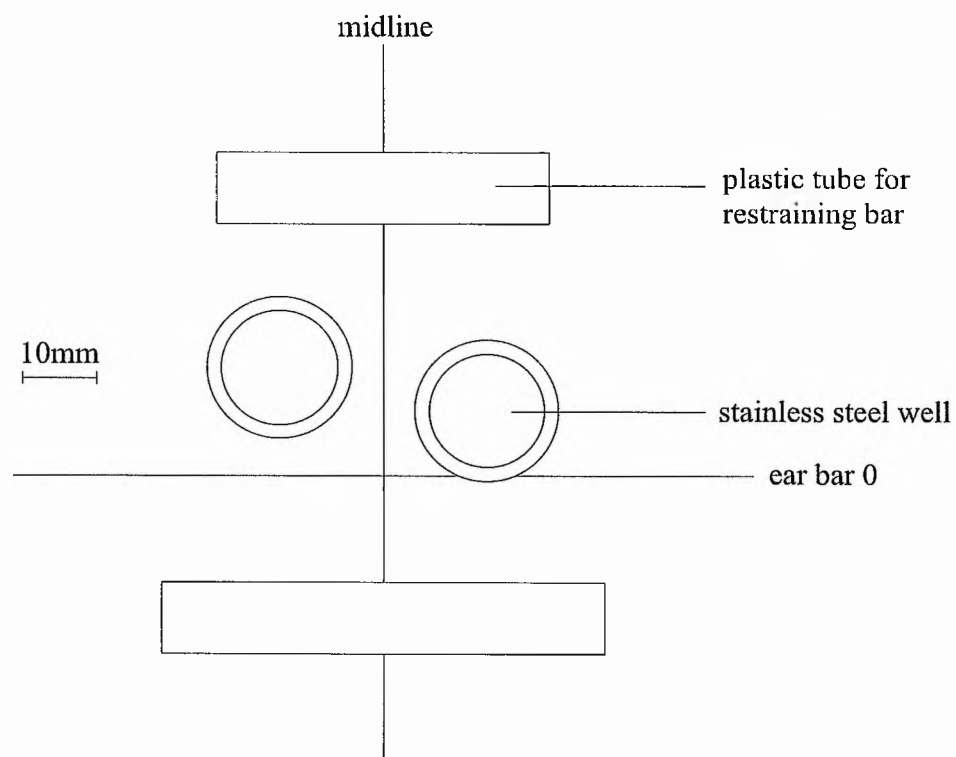 midline
plastic tube for
restraining bar
10mm
stainless steel well
ear bar 0